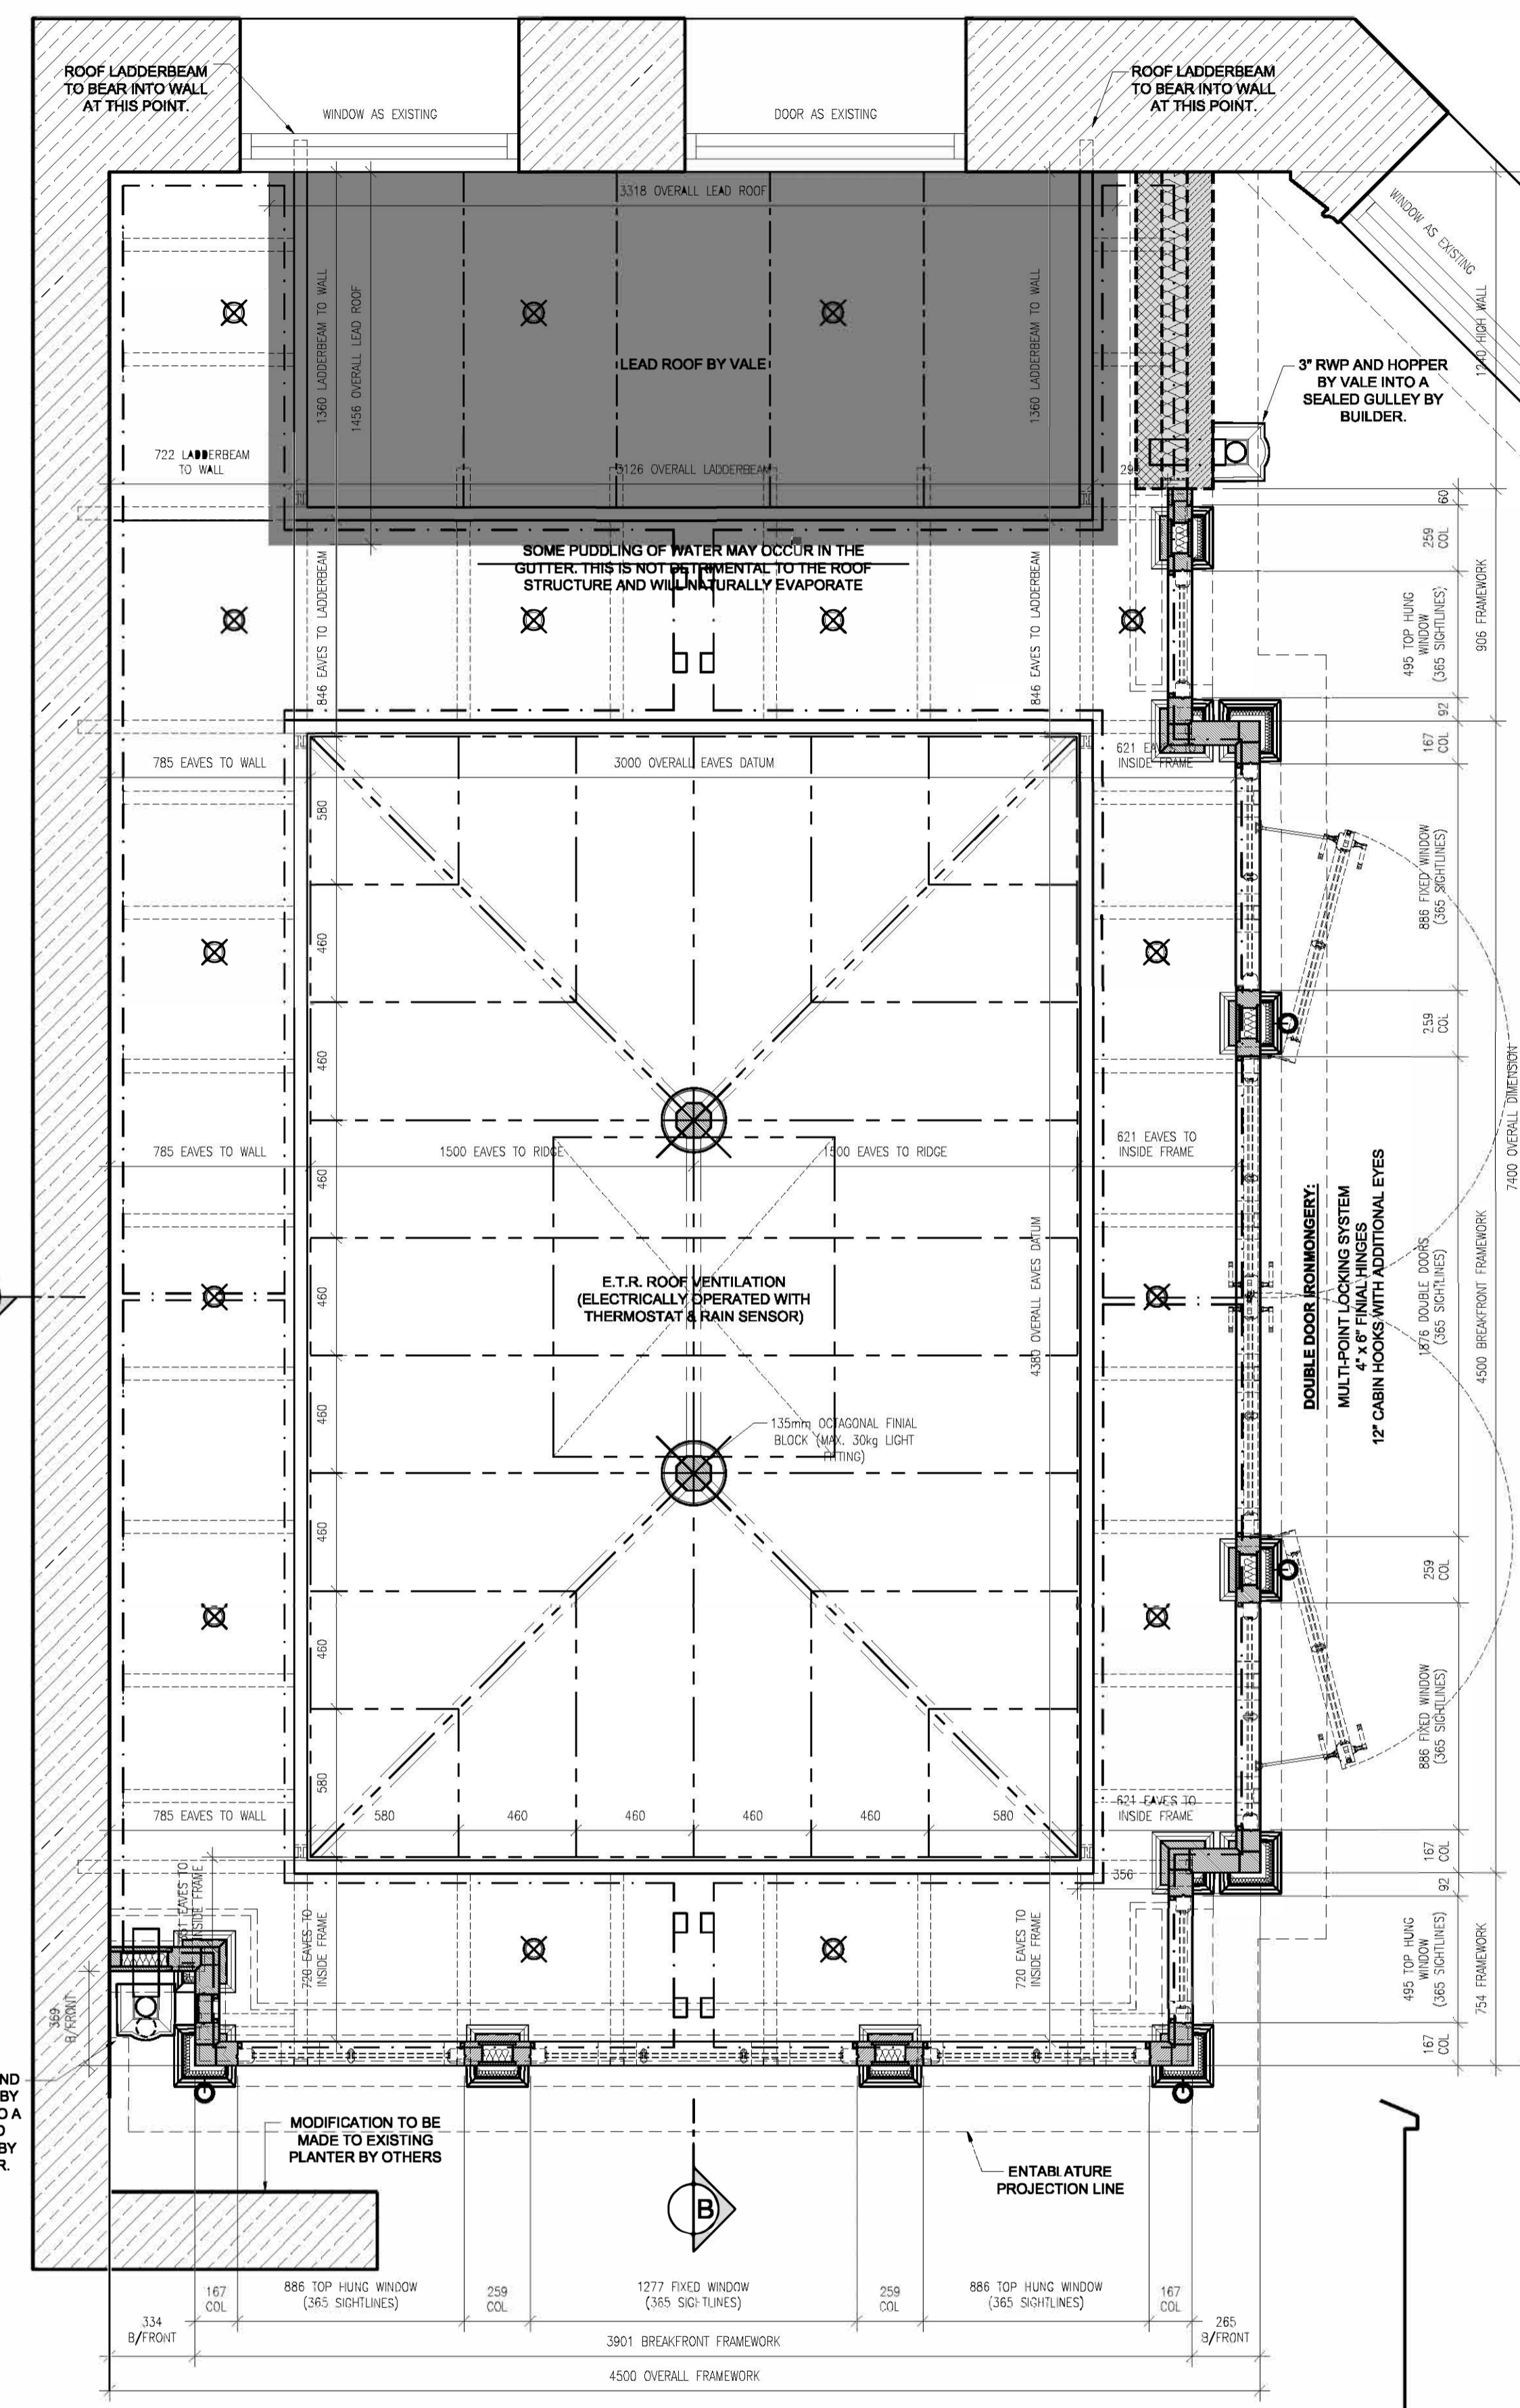 ROOF LADDERBEAM
TO BEAR INTO WALL
AT THIS POINT.
WINDOW AS EXISTING
DOOR AS EXISTING
ROOF LADDERBEAM
TO BEAR INTO WALL
AT THIS POINT.
3318 OVERALL LEAD ROOF
WINDOW AS EXISTING
1360 LADDERBEAM TO WALL
1456 OVERALL LEAD ROOF
LEAD ROOF BY VALE
1360 LADDERBEAM TO WALL
3" RWP AND HOPPER
BY VALE INTO A
SEALED GULLEY BY
BUILDER.
1240 HIGH WALL
722 LADDERBEAM
TO WALL
3126 OVERALL LADDERBEAM
60
259
COL
SOME PUDDLING OF WATER MAY OCCUR IN THE
GUTTER. THIS IS NOT DETRIMENTAL TO THE ROOF
STRUCTURE AND WILL NATURALLY EVAPORATE
846 EAVES TO LADDERBEAM
846 EAVES TO LADDERBEAM
495 TOP HUNG
WINDOW
(365 SIGHTLINES)
906 FRAMEWORK
92
167
COL
785 EAVES TO WALL
3000 OVERALL EAVES DATUM
621 EAVES TO
INSIDE FRAME
580
460
460
886 FIXED WINDOW
(365 SIGHTLINES)
259
COL
7400 OVERALL DIMENSION
785 EAVES TO WALL
1500 EAVES TO RIDGE
1500 EAVES TO RIDGE
621 EAVES TO
INSIDE FRAME
460
460
E.T.R. ROOF VENTILATION
(ELECTRICALLY OPERATED WITH
THERMOSTAT & RAIN SENSOR)
4380 OVERALL EAVES DATUM
DOUBLE DOOR IRONMONGERY:
MULTI-POINT LOCKING SYSTEM
4" x 6" FINIAL HINGES
12" CABIN HOOKS WITH ADDITIONAL EYES
1876 DOUBLE DOORS
(365 SIGHTLINES)
4500 BREAKFRONT FRAMEWORK
460
135mm OCTAGONAL FINIAL
BLOCK (MAX. 30kg LIGHT
FITTING)
460
460
259
COL
886 FIXED WINDOW
(365 SIGHTLINES)
580
785 EAVES TO WALL
580
460
460
460
460
580
621 EAVES TO
INSIDE FRAME
167
COL
92
356
EAVES TO
INSIDE FRAME
720 EAVES TO
INSIDE FRAME
720 EAVES TO
INSIDE FRAME
495 TOP HUNG
WINDOW
(365 SIGHTLINES)
754 FRAMEWORK
369
B/FRONT
167
COL
ND
BY
O A
D
BY
R.
MODIFICATION TO BE
MADE TO EXISTING
PLANTER BY OTHERS
ENTABLATURE
PROJECTION LINE
B
167
COL
886 TOP HUNG WINDOW
(365 SIGHTLINES)
259
COL
1277 FIXED WINDOW
(365 SIGHTLINES)
259
COL
886 TOP HUNG WINDOW
(365 SIGHTLINES)
167
COL
334
B/FRONT
265
B/FRONT
3901 BREAKFRONT FRAMEWORK
4500 OVERALL FRAMEWORK